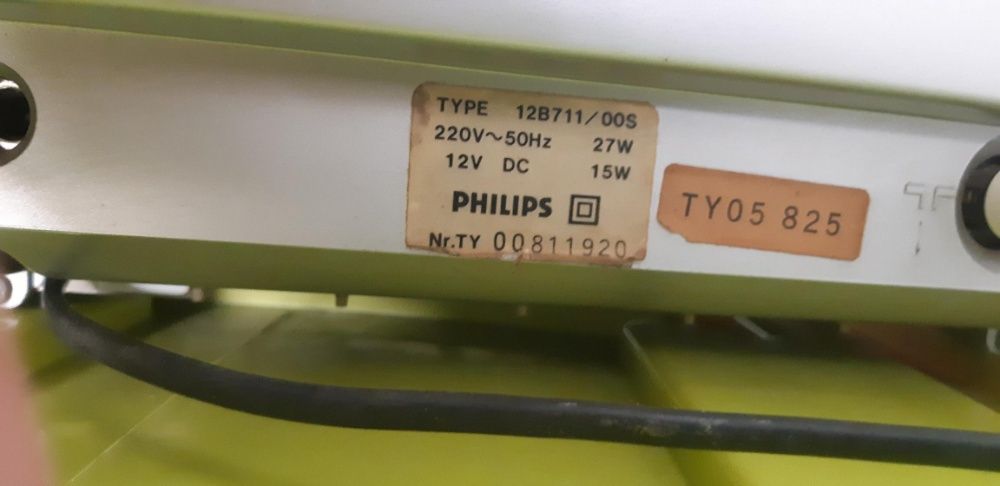 TYPE 12B711/00S
220V~50Hz 27W
12V DC 15W
PHILIPS
Nr.TY 00811920
TY05 825